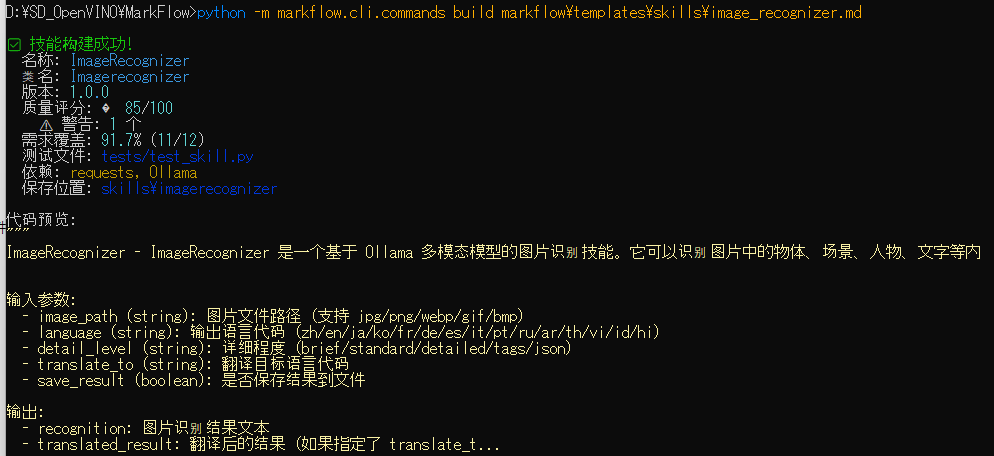 D:¥SD_OpenVINO¥MarkFlow>python -m markflow.cli.commands build markflow¥templates¥skills¥image_recognizer.md
✅ 技能构建成功!
名称: ImageRecognizer
类名: Imagerecognizer
版本: 1.0.0
质量评分: 85/100
⚠ 警告: 1 个
需求覆盖: 91.7% (11/12)
测试文件: tests/test_skill.py
依赖: requests, Ollama
保存位置: skills¥imagerecognizer
代码预览:
"""
ImageRecognizer - ImageRecognizer 是一个基于 Ollama 多模态模型的图片识别技能。它可以识别图片中的物体、场景、人物、文字等内
输入参数:
- image_path (string): 图片文件路径 (支持 jpg/png/webp/gif/bmp)
- language (string): 输出语言代码 (zh/en/ja/ko/fr/de/es/it/pt/ru/ar/th/vi/id/hi)
- detail_level (string): 详细程度 (brief/standard/detailed/tags/json)
- translate_to (string): 翻译目标语言代码
- save_result (boolean): 是否保存结果到文件
输出:
- recognition: 图片识别结果文本
- translated_result: 翻译后的结果 (如果指定了 translate_t...